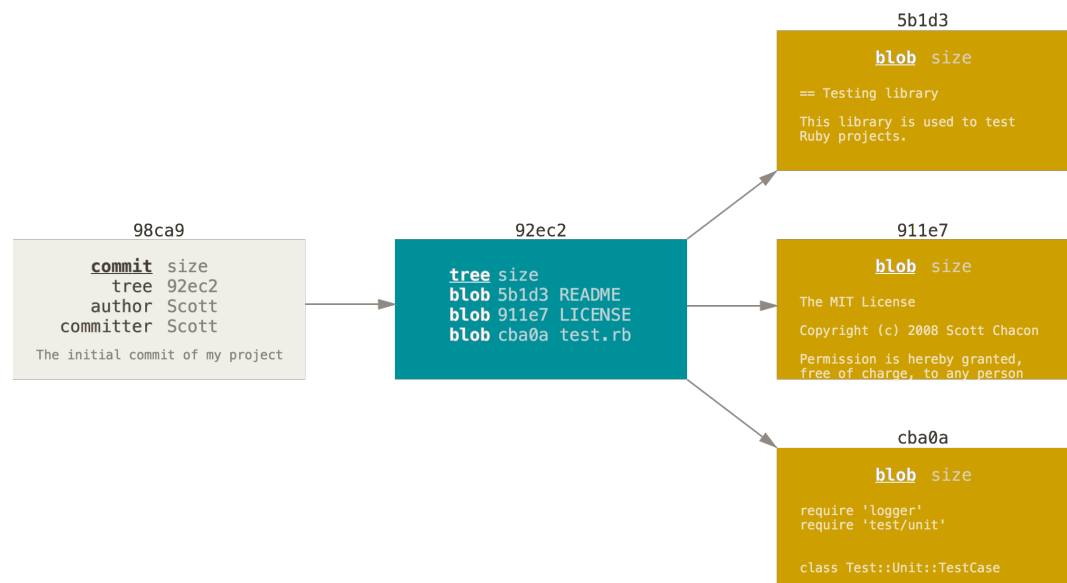 98ca9
commit size
tree 92ec2
author Scott
committer Scott
The initial commit of my project
92ec2
tree size
blob 5b1d3 README
blob 911e7 LICENSE
blob cba0a test.rb
5b1d3
blob size
== Testing library
This library is used to test
Ruby projects.
911e7
blob size
The MIT License
Copyright (c) 2008 Scott Chacon
Permission is hereby granted,
free of charge, to any person
cba0a
blob size
require 'logger'
require 'test/unit'
class Test::Unit::TestCase